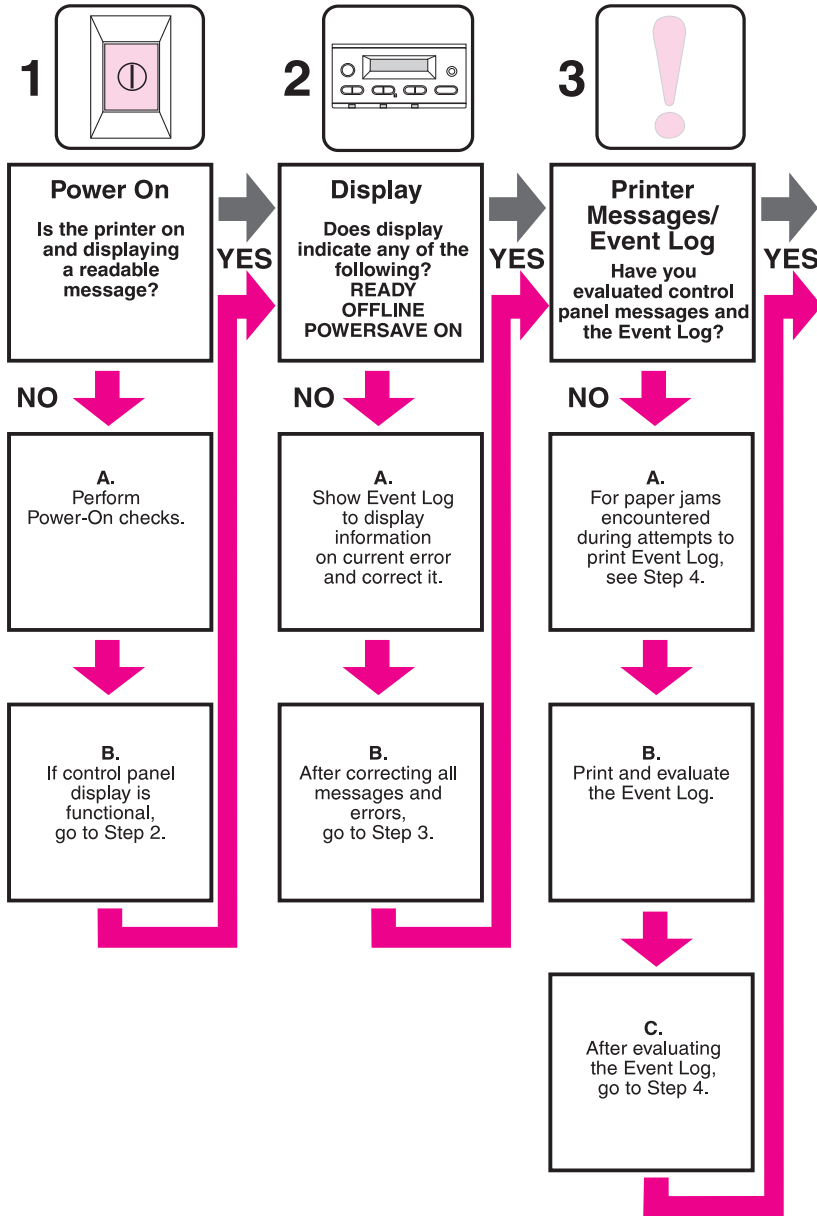 1
Power On
Is the printer on
and displaying
a readable
message?
YES
NO
A.
Perform
Power-On checks.
B.
If control panel
display is
functional,
go to Step 2.
2
Display
Does display
indicate any of the
following?
READY
OFFLINE
POWERSAVE ON
YES
NO
A.
Show Event Log
to display
information
on current error
and correct it.
B.
After correcting all
messages and
errors,
go to Step 3.
3
Printer
Messages/
Event Log
Have you
evaluated control
panel messages and
the Event Log?
YES
NO
A.
For paper jams
encountered
during attempts to
print Event Log,
see Step 4.
B.
Print and evaluate
the Event Log.
C.
After evaluating
the Event Log,
go to Step 4.